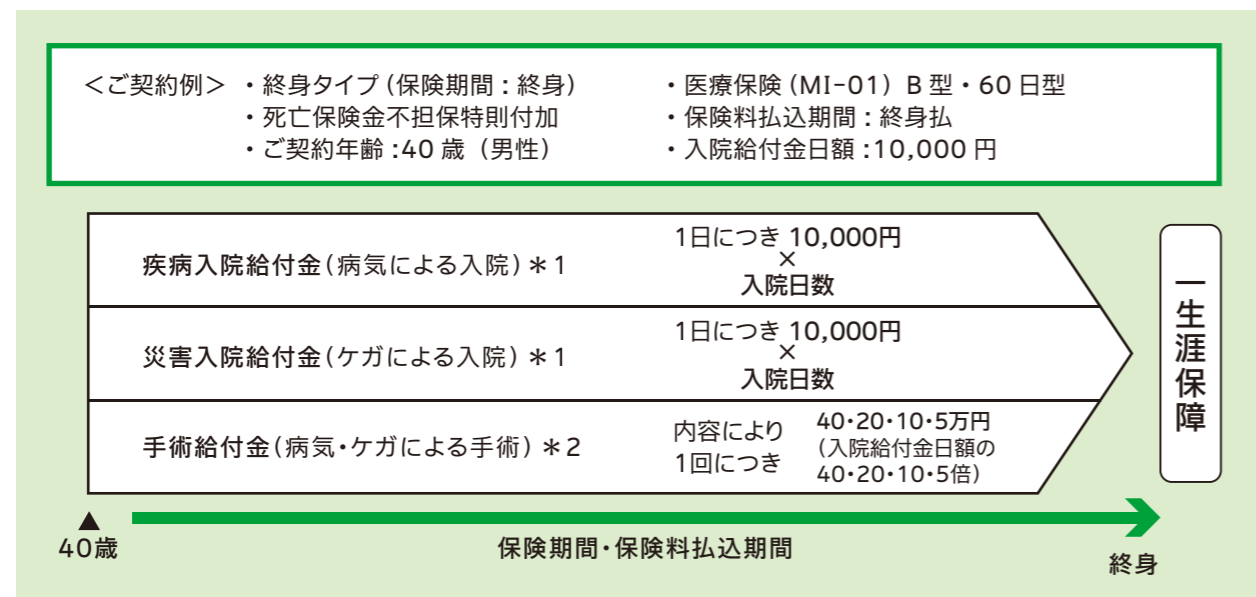 ＜ご契約例＞ ・終身タイプ（保険期間：終身）
・死亡保険金不担保特則付加
・ご契約年齢：40歳（男性）
・医療保険（MI-01）B型・60日型
・保険料払込期間：終身払
・入院給付金日額：10,000円
疾病入院給付金（病気による入院）＊1
1日につき 10,000円
×
入院日数
災害入院給付金（ケガによる入院）＊1
1日につき 10,000円
×
入院日数
手術給付金（病気・ケガによる手術）＊2
内容により
1回につき
40・20・10・5万円
（入院給付金日額の
40・20・10・5倍）
一生涯保障
▲
40歳
保険期間・保険料払込期間
終身